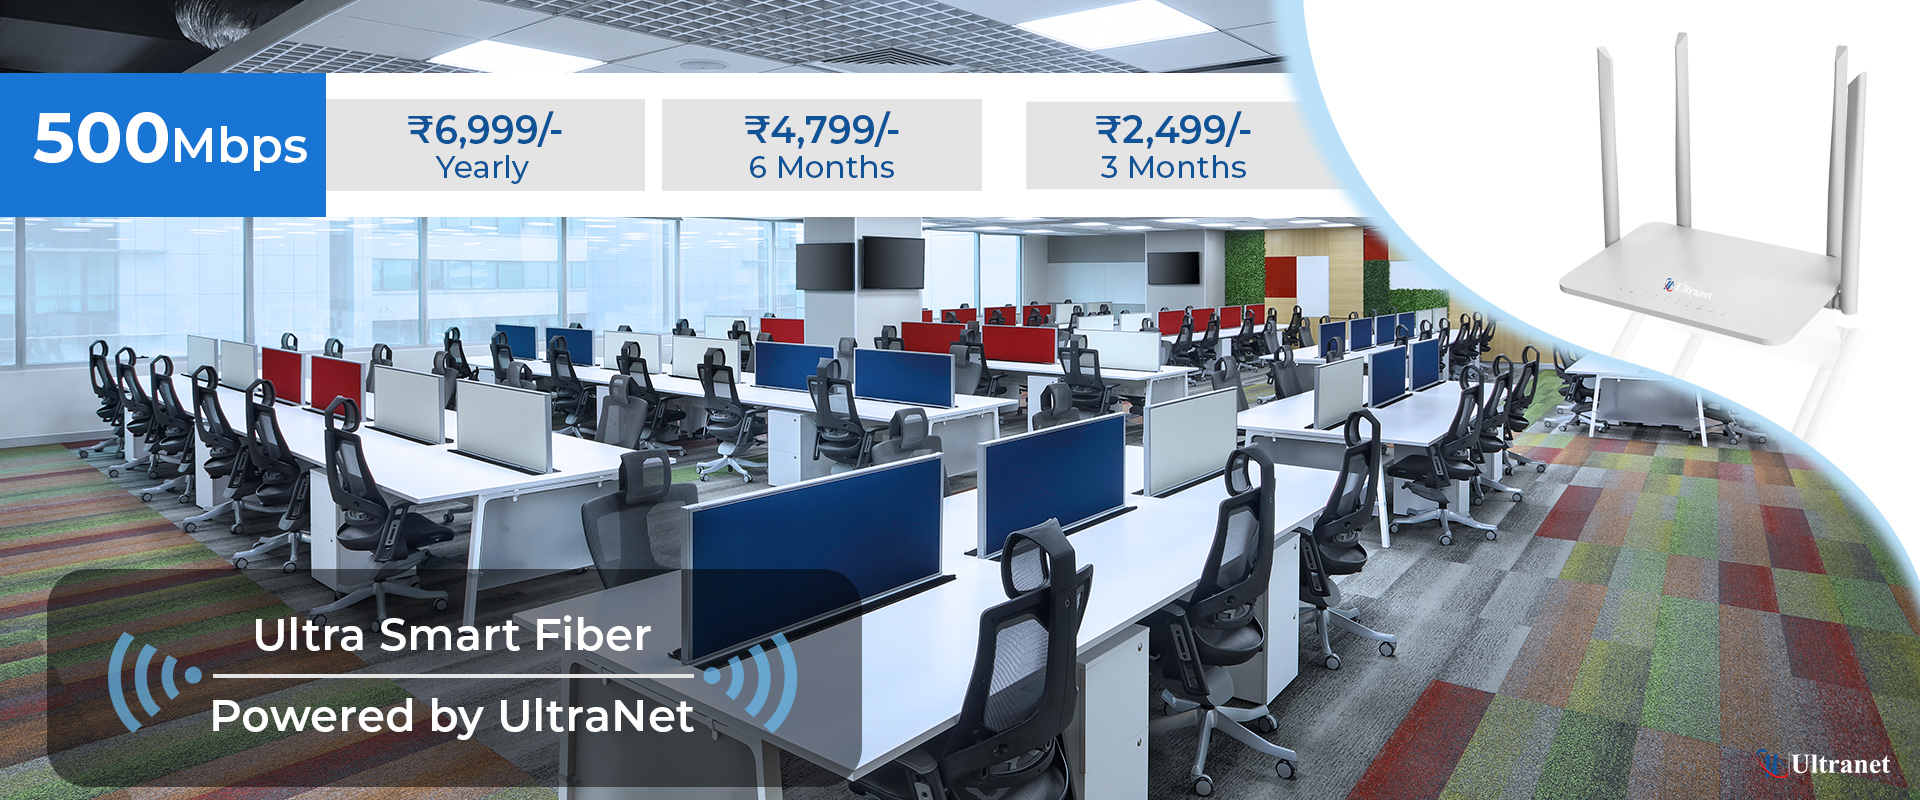 500Mbps
₹6,999/-
Yearly
₹4,799/-
6 Months
₹2,499/-
3 Months
Ultranet
Ultra Smart Fiber
Powered by UltraNet
Ultranet